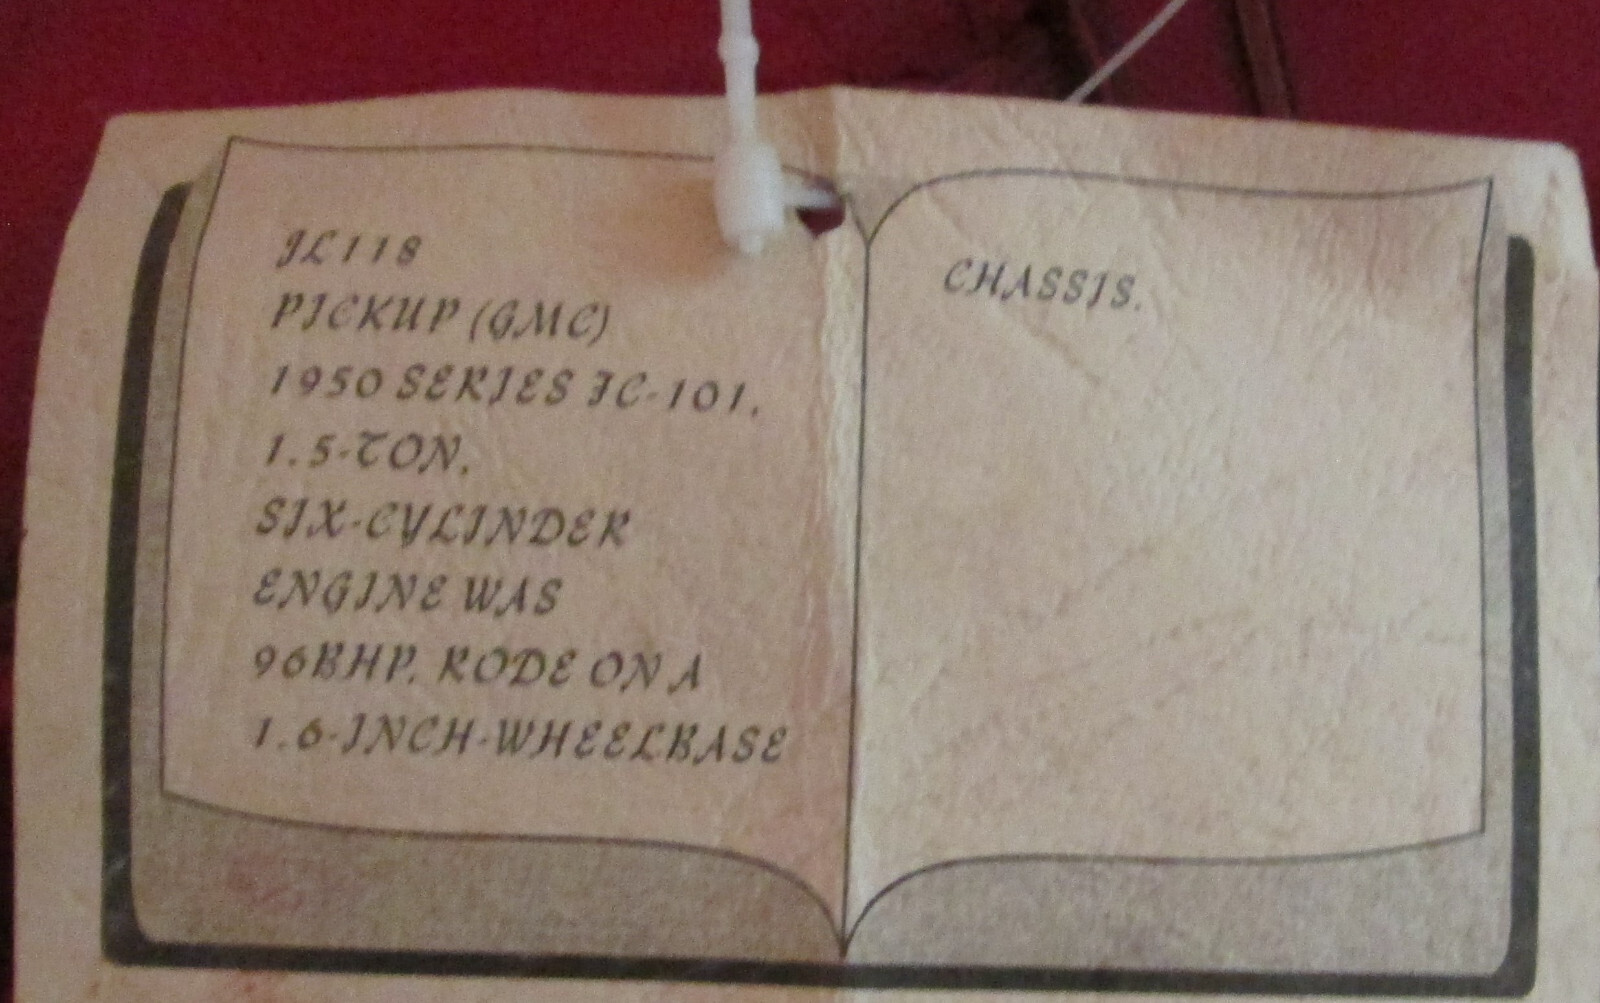 JL118
PICKUP (GMC)
1950 SERIES FC-101,
1.5-TON.
SIX-CYLINDER
ENGINE WAS
96BHP. RODE ON A
1.6-INCH-WHEELBASE
CHASSIS.